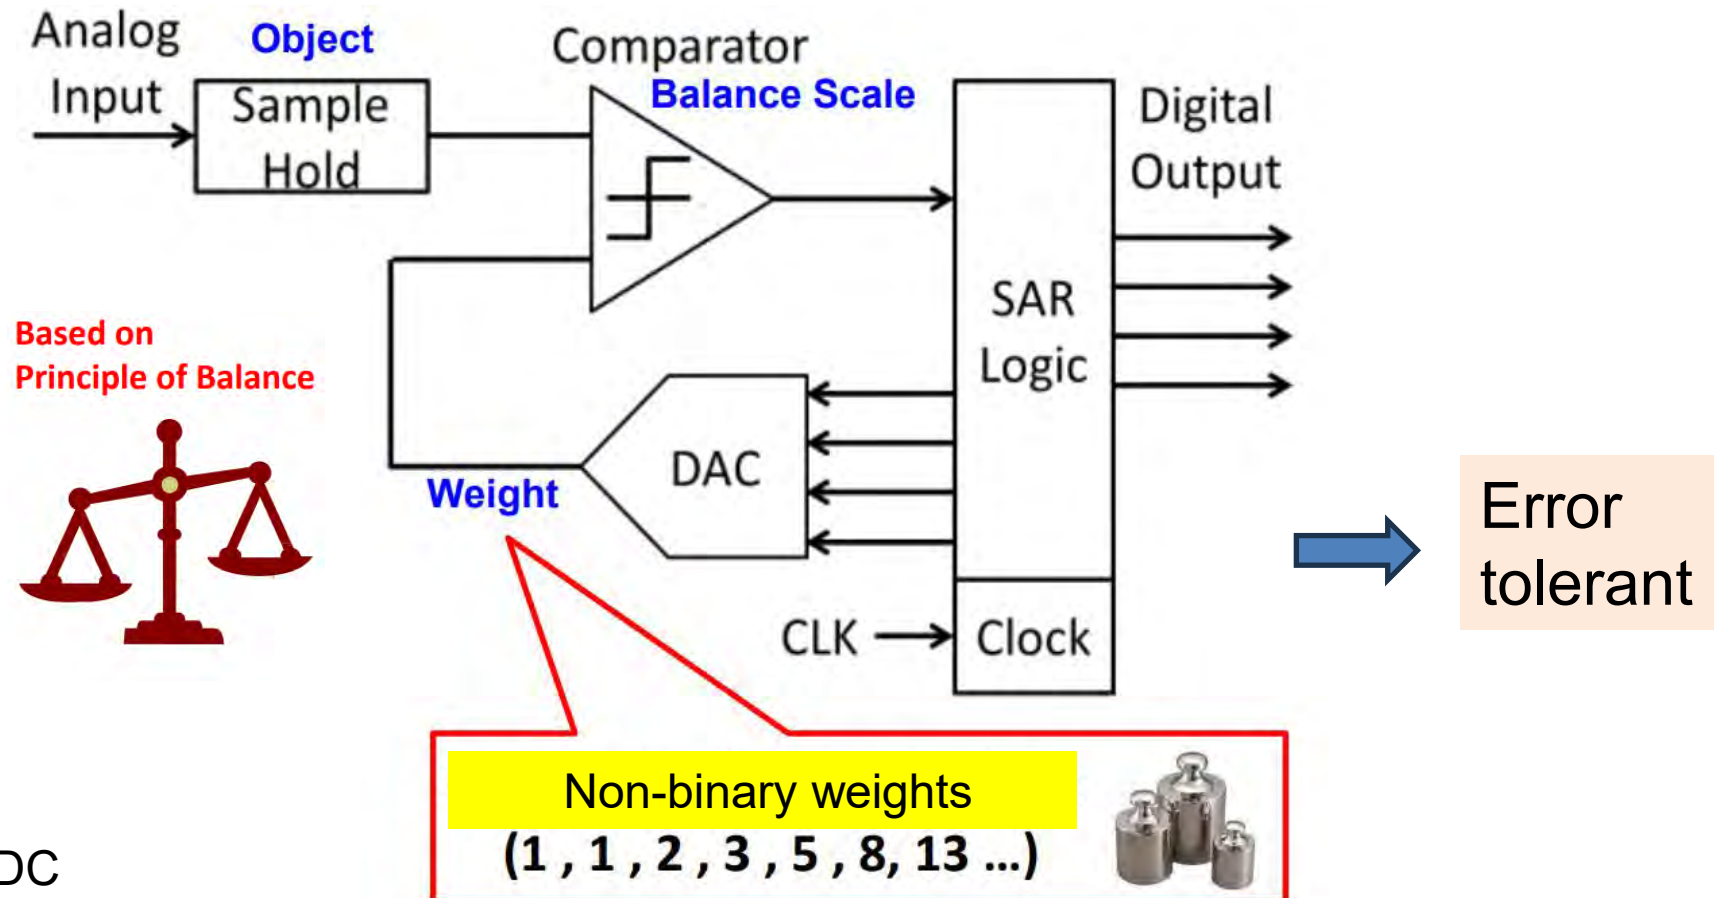 Analog
Input
Object
Sample
Hold
Comparator
Balance Scale
Digital
Output
SAR
Logic
Based on
Principle of Balance
DAC
Weight
CLK
Clock
Error
tolerant
Non-binary weights
(1 , 1 , 2 , 3 , 5 , 8, 13 ...)
DC